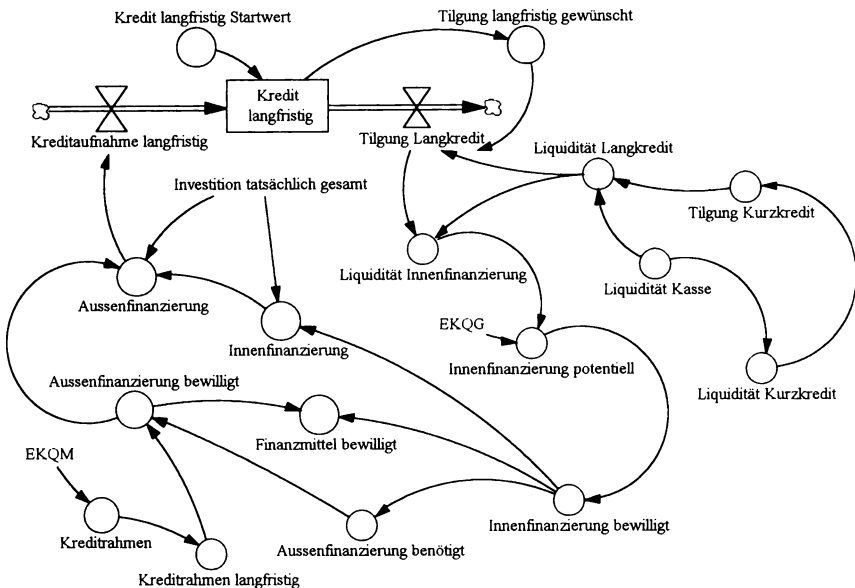 Kredit langfristig Startwert
Tilgung langfristig gewünscht
Kredit
langfristig
Kreditaufnahme langfristig
Tilgung Langkredit
Liquidität Langkredit
Investition tatsächlich gesamt
Tilgung Kurzkredit
Liquidität Innenfinanzierung
Liquidität Kasse
Aussenfinanzierung
EKQG
Innenfinanzierung
Innenfinanzierung potentiell
Aussenfinanzierung bewilligt
Liquidität Kurzkredit
Finanzmittel bewilligt
EKQM
Innenfinanzierung bewilligt
Kreditrahmen
Aussenfinanzierung benötigt
Kreditrahmen langfristig